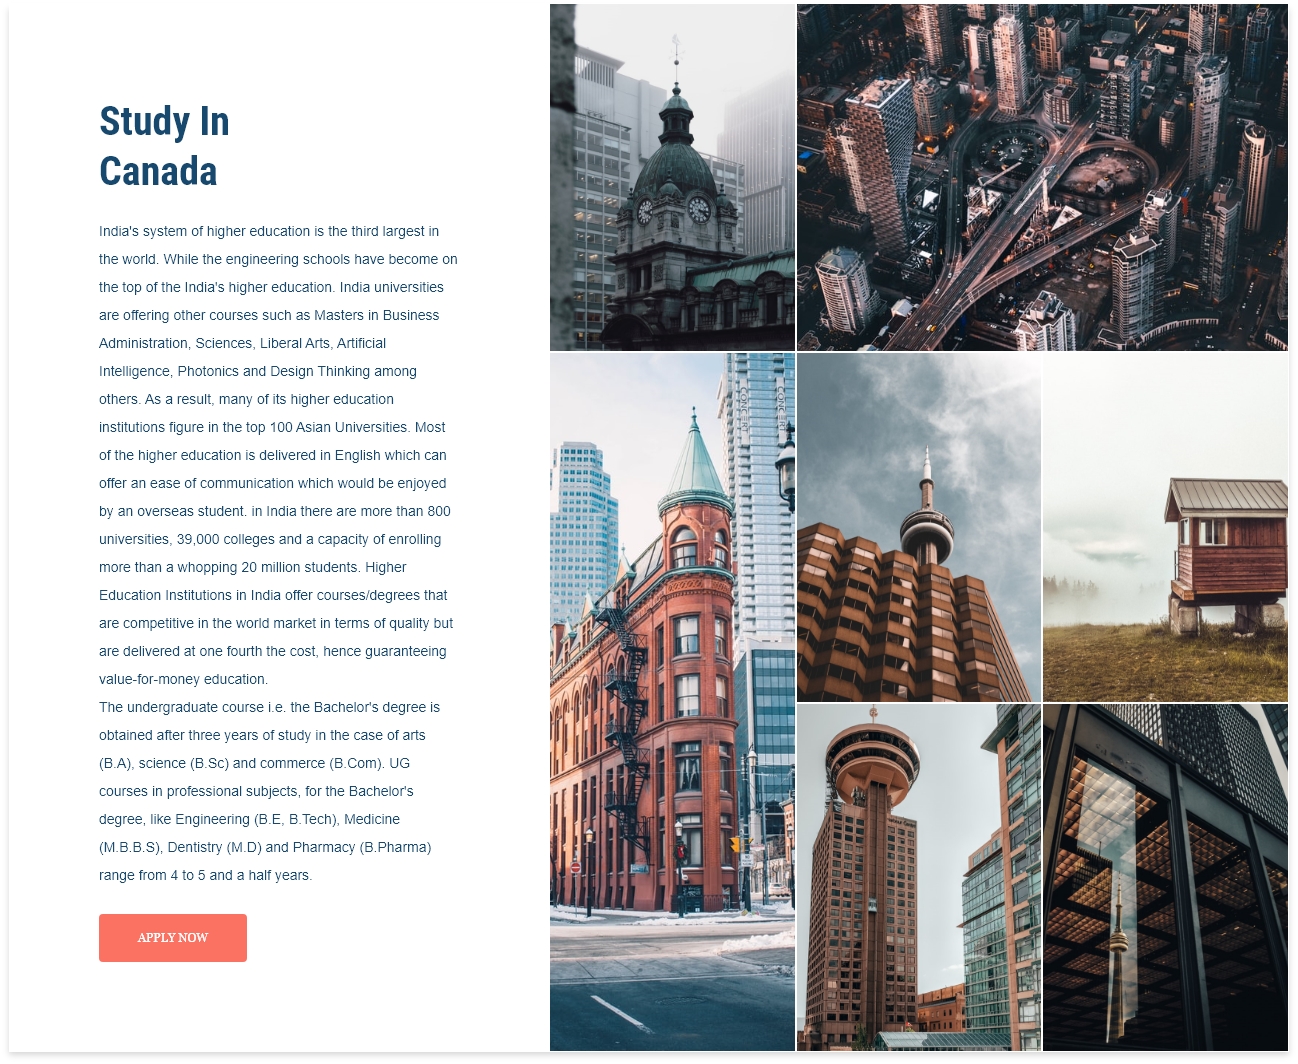 Study In
Canada
India's system of higher education is the third largest in
the world. While the engineering schools have become on
the top of the India's higher education. India universities
are offering other courses such as Masters in Business
Administration, Sciences, Liberal Arts, Artificial
Intelligence, Photonics and Design Thinking among
others. As a result, many of its higher education
institutions figure in the top 100 Asian Universities. Most
of the higher education is delivered in English which can
offer an ease of communication which would be enjoyed
by an overseas student. in India there are more than 800
universities, 39,000 colleges and a capacity of enrolling
more than a whopping 20 million students. Higher
Education Institutions in India offer courses/degrees that
are competitive in the world market in terms of quality but
are delivered at one fourth the cost, hence guaranteeing
value-for-money education.
The undergraduate course i.e. the Bachelor's degree is
obtained after three years of study in the case of arts
(B.A), science (B.Sc) and commerce (B.Com). UG
courses in professional subjects, for the Bachelor's
degree, like Engineering (B.E, B.Tech), Medicine
(M.B.B.S), Dentistry (M.D) and Pharmacy (B.Pharma)
range from 4 to 5 and a half years.
APPLY NOW
CONCERT
CONCERT